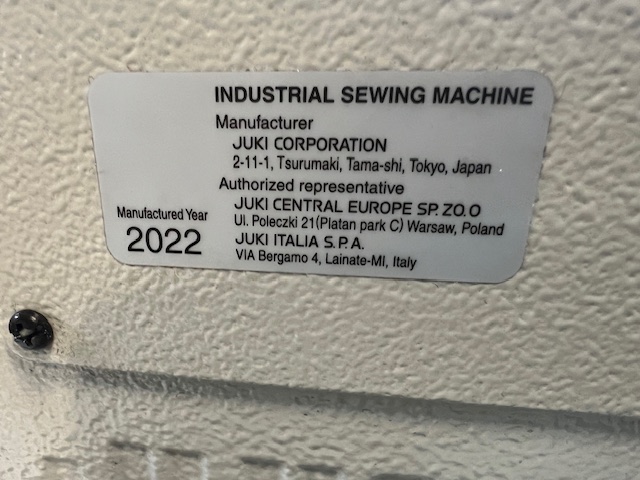 INDUSTRIAL SEWING MACHINE
Manufacturer
JUKI CORPORATION
2-11-1, Tsurumaki, Tama-shi, Tokyo, Japan
Authorized representative
JUKI CENTRAL EUROPE SP. ZO.O
Ul. Poleczki 21(Platan park C) Warsaw, Poland
JUKI ITALIA S.P.A.
VIA Bergamo 4, Lainate-MI, Italy
Manufactured Year
2022